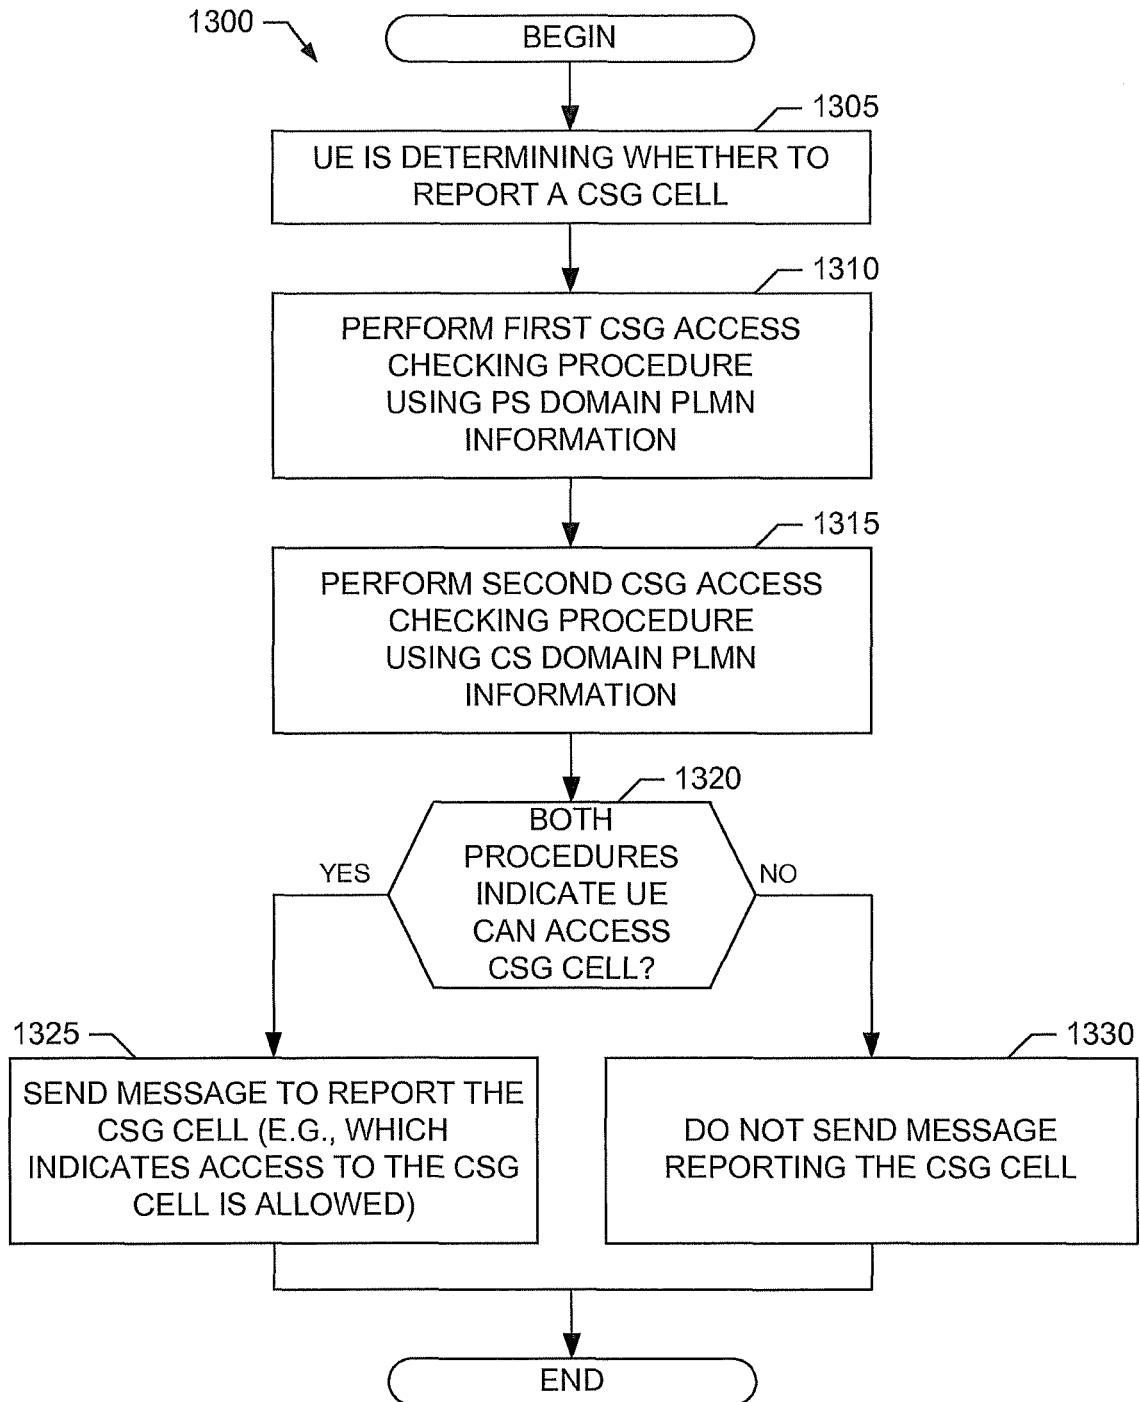 1300
BEGIN
1305
UE IS DETERMINING WHETHER TO
REPORT A CSG CELL
1310
PERFORM FIRST CSG ACCESS
CHECKING PROCEDURE
USING PS DOMAIN PLMN
INFORMATION
1315
PERFORM SECOND CSG ACCESS
CHECKING PROCEDURE
USING CS DOMAIN PLMN
INFORMATION
1320
BOTH
PROCEDURES
INDICATE UE
CAN ACCESS
CSG CELL?
YES
NO
1325
SEND MESSAGE TO REPORT THE
CSG CELL (E.G., WHICH
INDICATES ACCESS TO THE CSG
CELL IS ALLOWED)
1330
DO NOT SEND MESSAGE
REPORTING THE CSG CELL
END